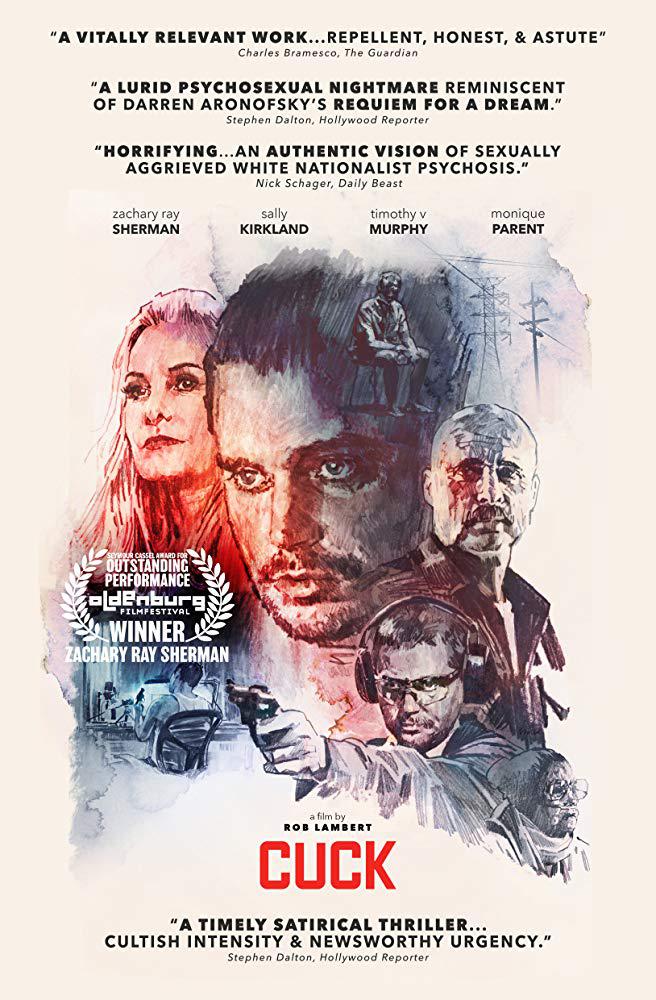 "A VITALLY RELEVANT WORK...REPELLENT, HONEST, & ASTUTE"
Charles Bramesco, The Guardian
"A LURID PSYCHOSEXUAL NIGHTMARE REMINISCENT
OF DARREN ARONOFSKY'S REQUIEM FOR A DREAM."
Stephen Dalton, Hollywood Reporter
"HORRIFYING...AN AUTHENTIC VISION OF SEXUALLY
AGGRIEVED WHITE NATIONALIST PSYCHOSIS."
Nick Schager, Daily Beast
zachary ray sally timothy v monique
SHERMAN KIRKLAND MURPHY PARENT
SEYMOUR CASSEL AWARD FOR
OUTSTANDING
PERFORMANCE
oldenburg
FILMFESTIVAL
WINNER
ZACHARY RAY SHERMAN
a film by
ROB LAMBERT
CUCK
"A TIMELY SATIRICAL THRILLER...
CULTISH INTENSITY & NEWSWORTHY URGENCY."
Stephen Dalton, Hollywood Reporter